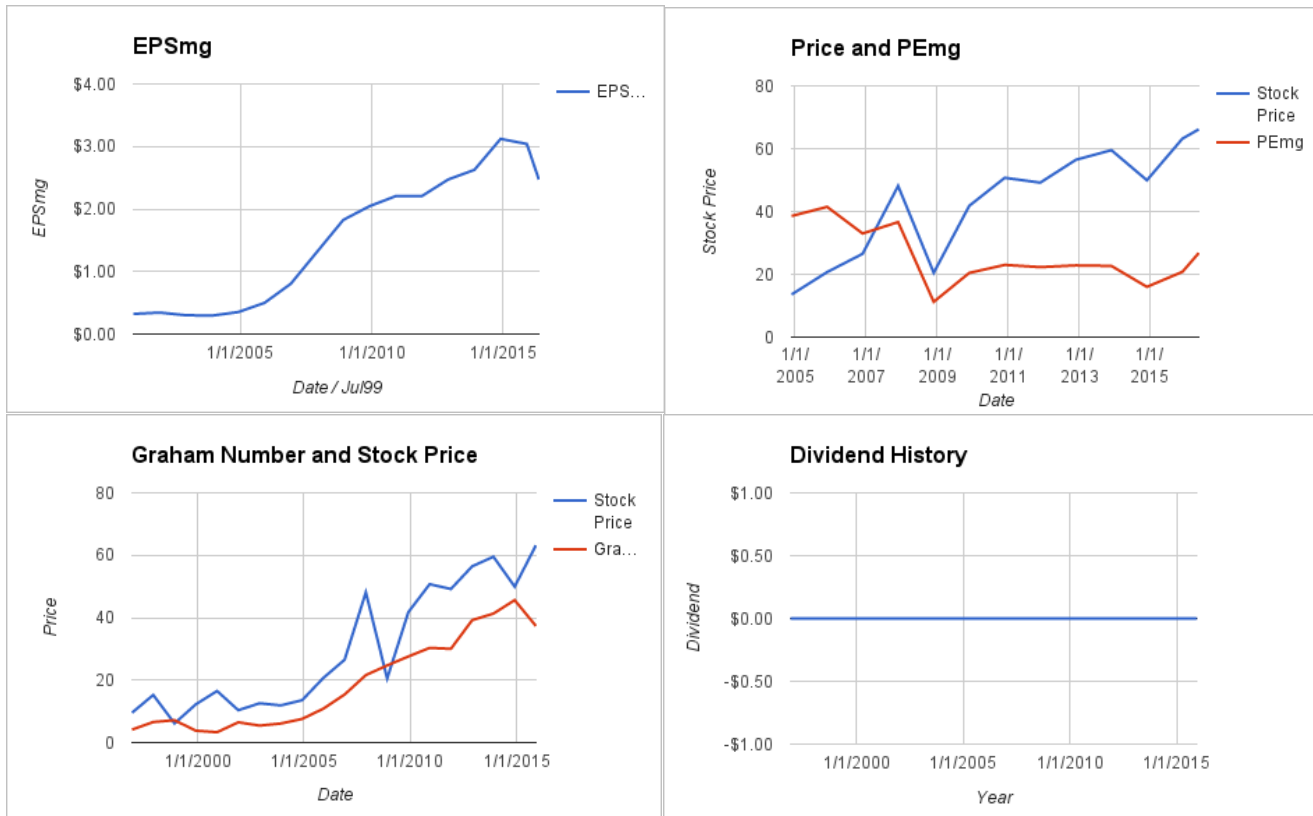 EPSmg
$4.00
$3.00
$2.00
$1.00
$0.00
EPSmg
1/1/2005
1/1/2010
1/1/2015
Date / Jul99
EPS...
Price and PEmg
80
60
40
20
0
Stock Price
1/1/
2005
1/1/
2007
1/1/
2009
1/1/
2011
1/1/
2013
1/1/
2015
Date
Stock
Price
PEmg
Graham Number and Stock Price
80
60
40
20
0
Price
1/1/2000
1/1/2005
1/1/2010
1/1/2015
Date
Stock
Price
Gra...
Dividend History
$1.00
$0.50
$0.00
-$0.50
-$1.00
Dividend
1/1/2000
1/1/2005
1/1/2010
1/1/2015
Year